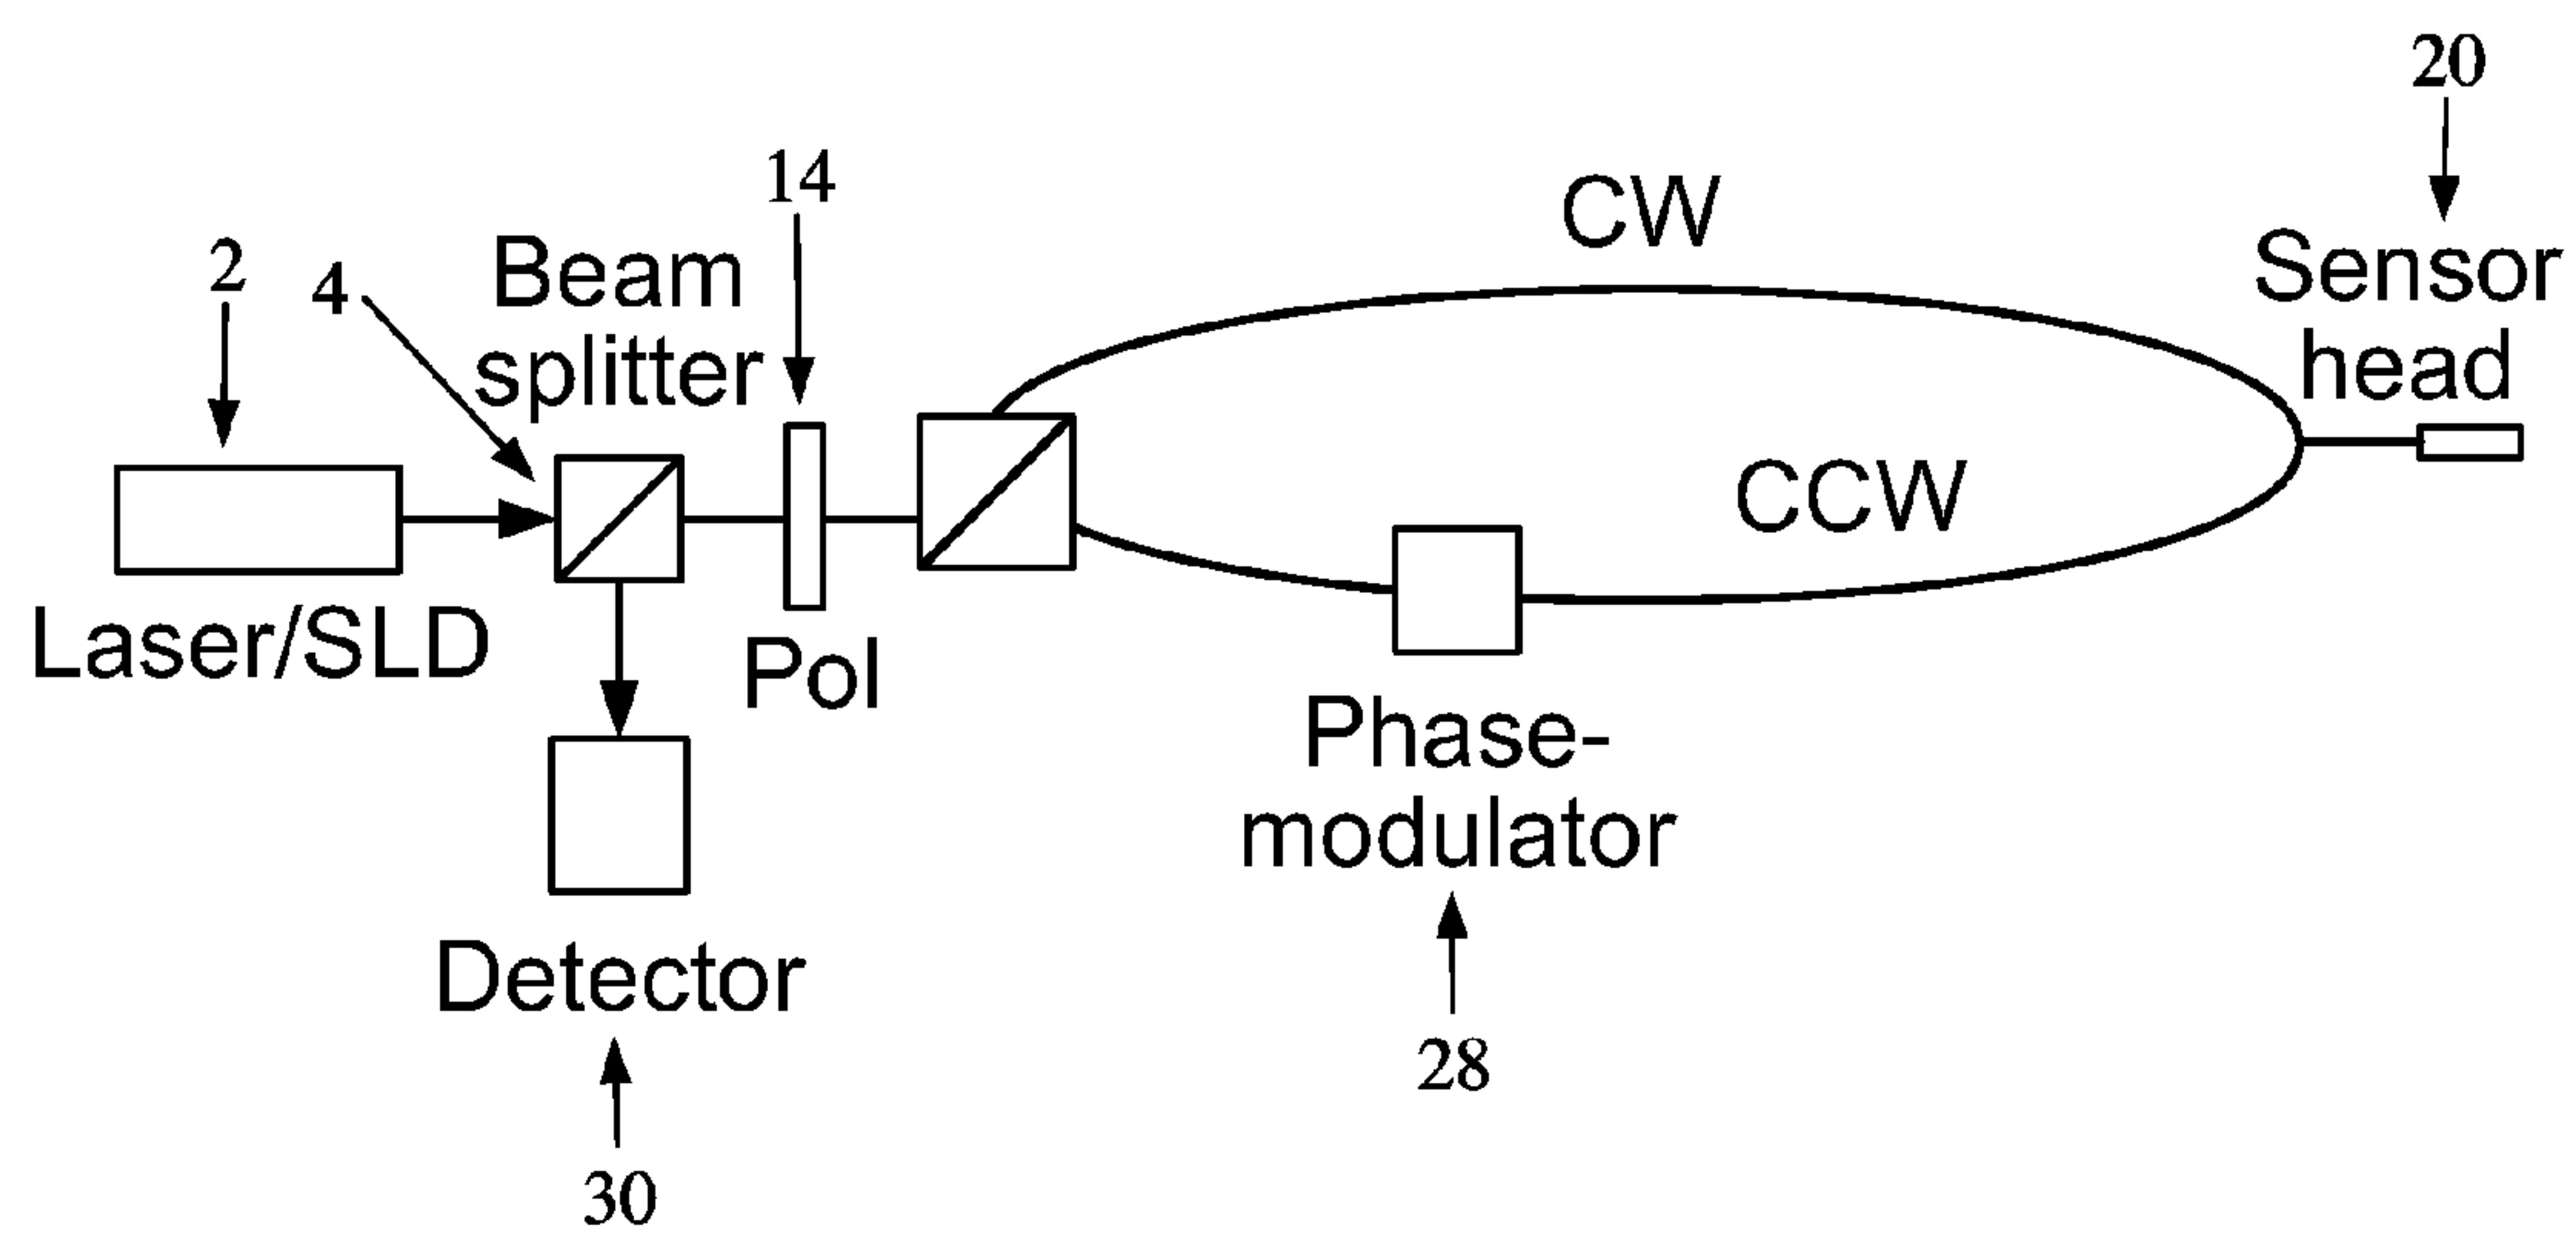 20
14
CW
2
4
Beam
splitter
Sensor
head
CCW
Laser/SLD
Pol
Phase-
modulator
Detector
28
30